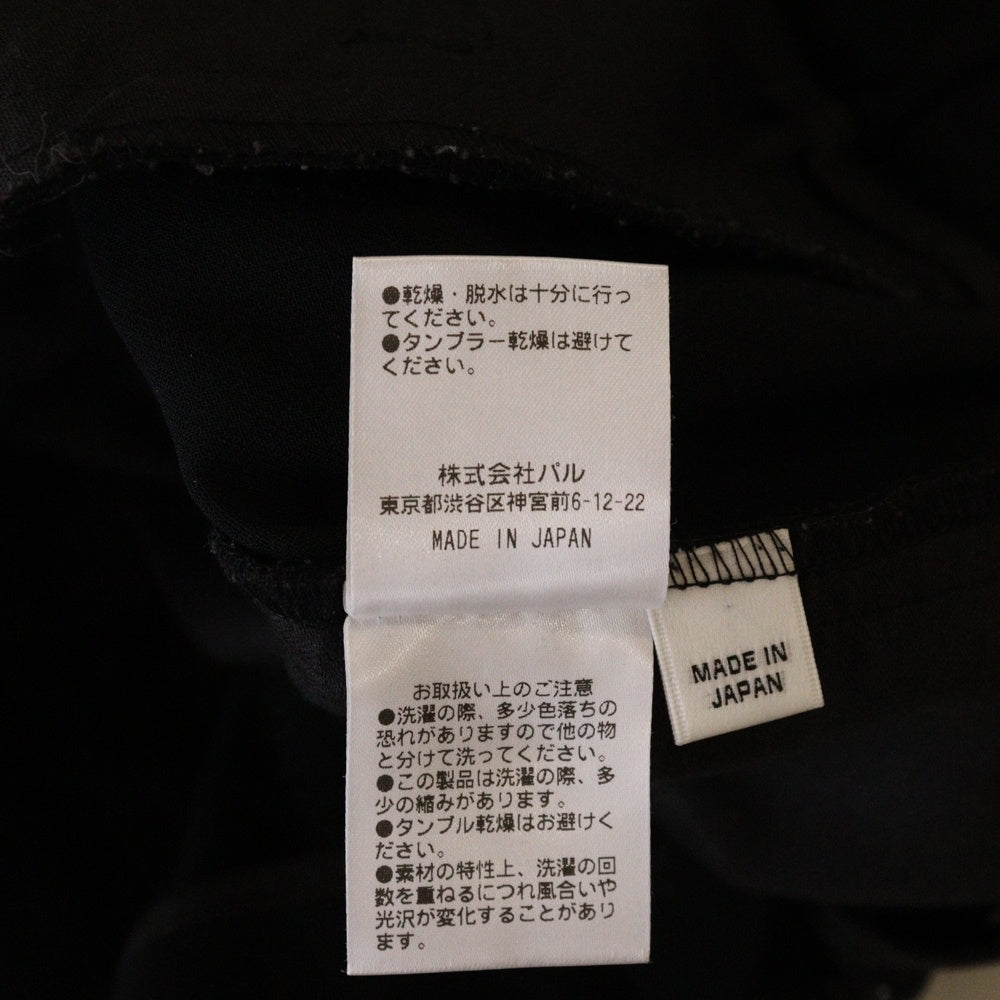 ●乾燥・脱水は十分に行っ
てください。
●タンブラー乾燥は避けて
ください。
株式会社パル
東京都渋谷区神宮前6-12-22
MADE IN JAPAN
お取扱い上のご注意
●洗濯の際、多少色落ちの
恐れがありますので他の物
と分けて洗ってください。
●この製品は洗濯の際、多
少の縮みがあります。
●タンブル乾燥はお避けく
ださい。
●素材の特性上、洗濯の回
数を重ねるにつれ風合いや
光沢が変化することがあり
ます。
MADE IN
JAPAN